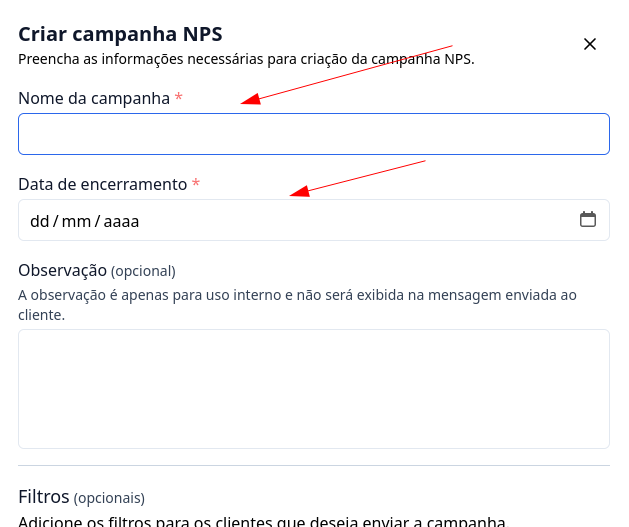 Criar campanha NPS
Preencha as informações necessárias para criação da campanha NPS.
Nome da campanha *
Data de encerramento *
dd / mm / aaaa
Observação (opcional)
A observação é apenas para uso interno e não será exibida na mensagem enviada ao
cliente.
Filtros (opcionais)
Adicione os filtros para os clientes que deseja enviar a campanha.